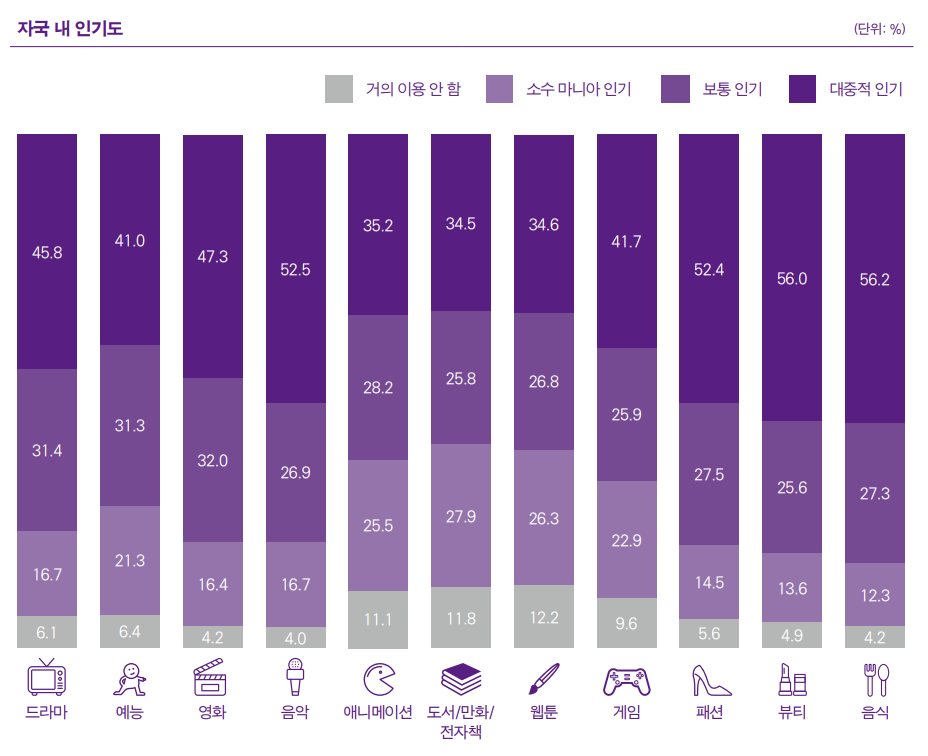 자국 내 인기도
(단위: %)
거의 이용 안 함 소수 마니아 인기 보통 인기 대중적 인기
45.8 41.0 47.3 52.5 35.2 34.5 34.6 41.7 52.4 56.0 56.2
31.4 31.3 32.0 26.9 28.2 25.8 26.8 25.9 27.5 25.6 27.3
16.7 21.3 16.4 16.7 25.5 27.9 26.3 22.9 14.5 13.6 12.3
6.1 6.4 4.2 4.0 11.1 11.8 12.2 9.6 5.6 4.9 4.2
드라마 예능 영화 음악 애니메이션 도서/만화/ 웹툰 게임 패션 뷰티 음식
전자책